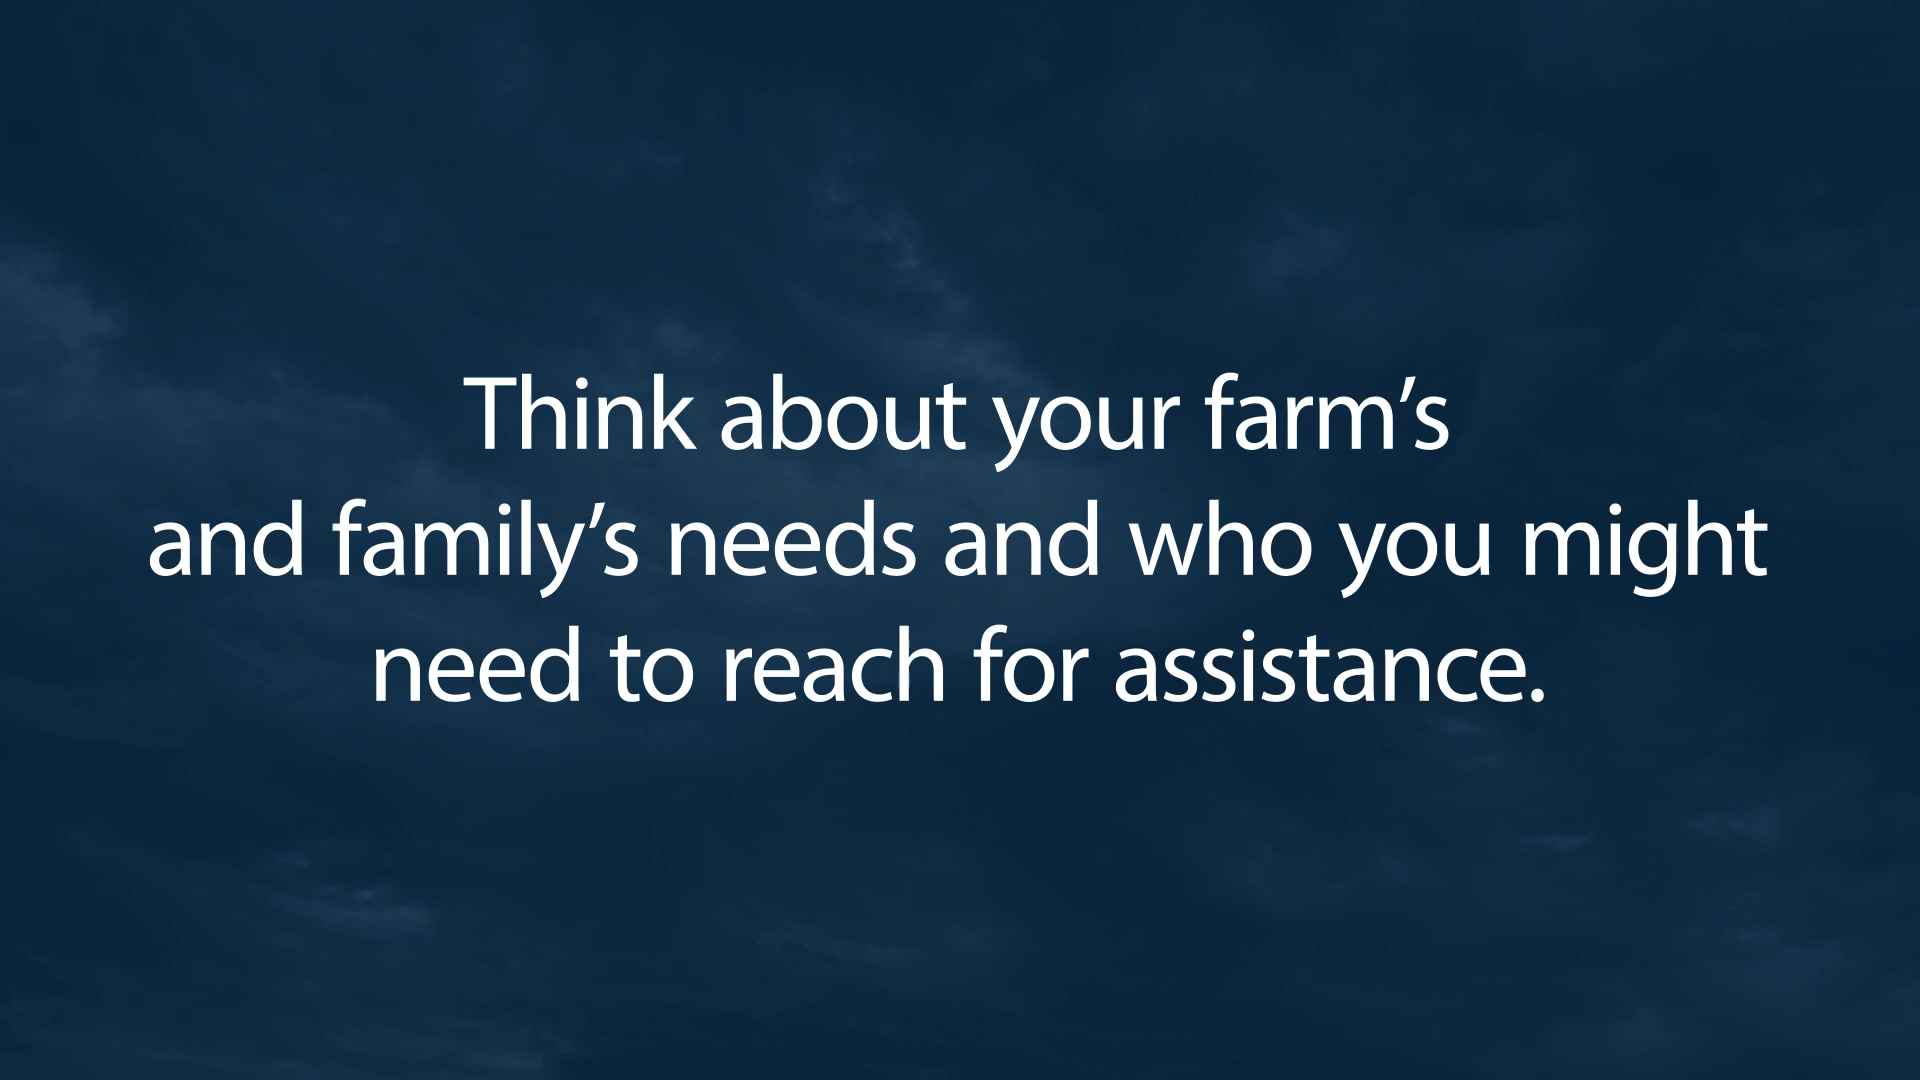 Think about your farm’s
and family’s needs and who you might
need to reach for assistance.